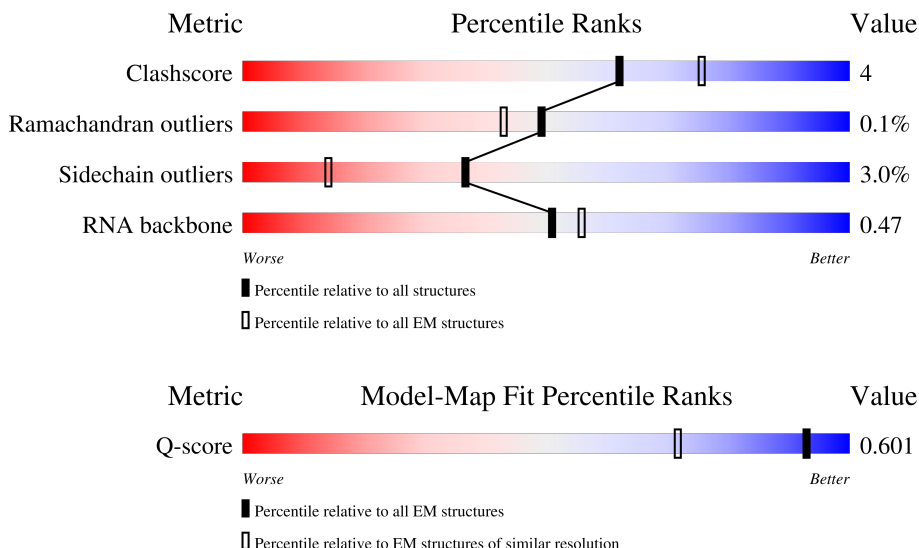 Metric Percentile Ranks Value
Clashscore 4
Ramachandran outliers 0.1%
Sidechain outliers 3.0%
RNA backbone 0.47
Worse Better
Percentile relative to all structures
Percentile relative to all EM structures
Metric Model-Map Fit Percentile Ranks Value
Q-score 0.601
Worse Better
Percentile relative to all EM structures
Percentile relative to EM structures of similar resolution